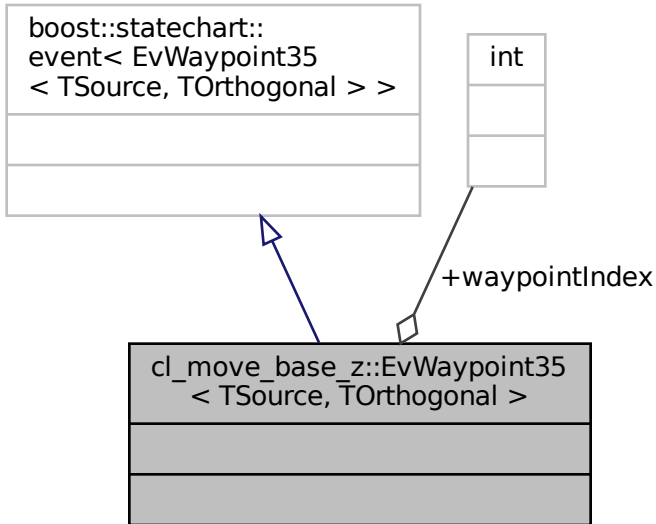 boost::statechart::
event< EvWaypoint35
< TSource, TOrthogonal > >
int
+waypointIndex
cl_move_base_z::EvWaypoint35
< TSource, TOrthogonal >